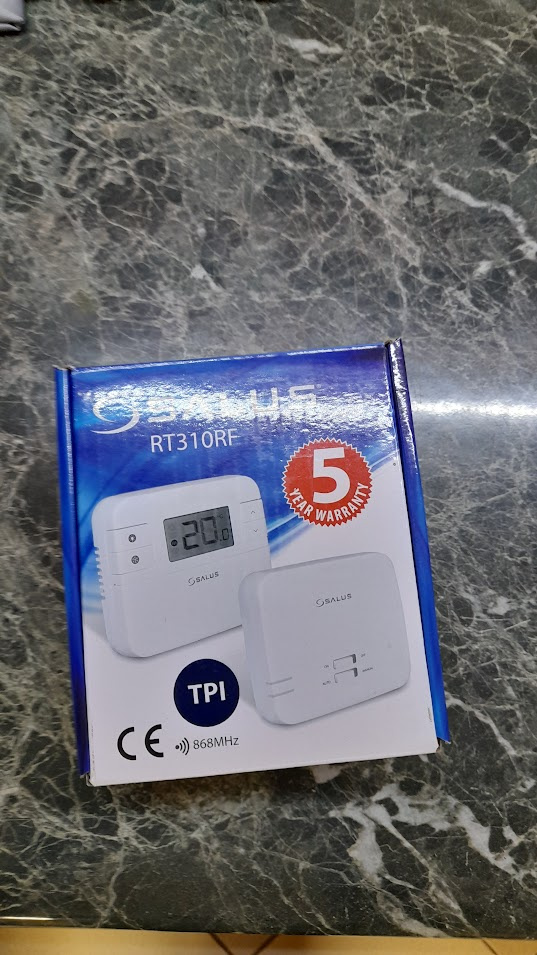 SALUS
RT310RF
5
YEAR WARRANTY
20.0
SALUS
SALUS
TPI
CE
868MHz